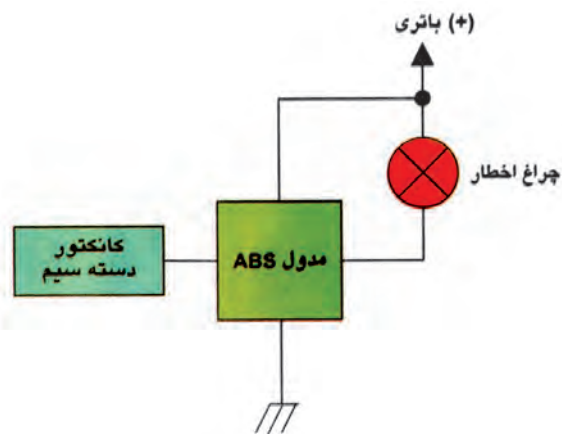 باتری (+)
چراغ اخطار
مدول ABS
کانکتور
دسته سیم